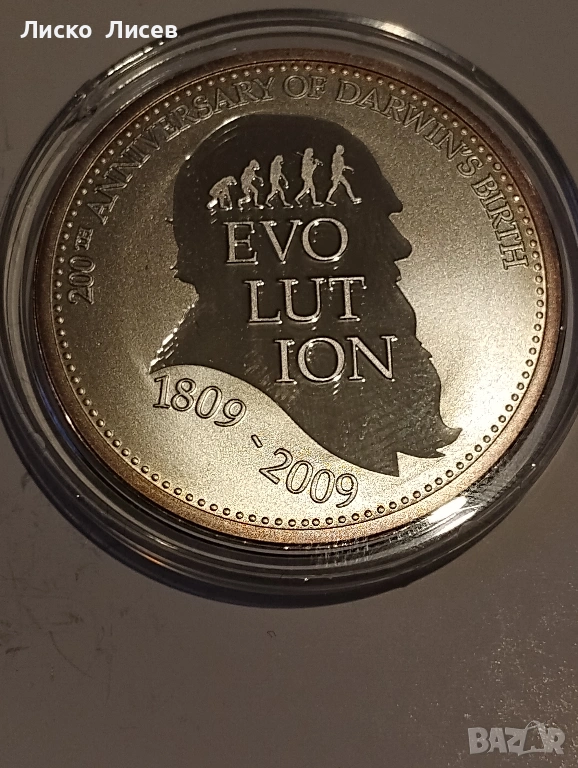 Лиско Лисев
200TH ANNIVERSARY OF DARWIN'S BIRTH
EVO
LUT
ION
1809 - 2009
BAZAR